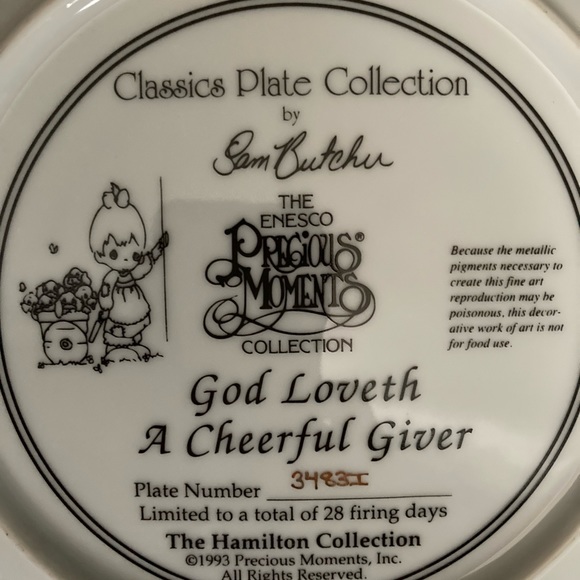 Classics Plate Collection
by
Sam Butcher
THE
ENESCO
PRECIOUS®
MOMENTS
COLLECTION
Because the metallic
pigments necessary to
create this fine art
reproduction may be
poisonous, this decor-
ative work of art is not
for food use.
God Loveth
A Cheerful Giver
Plate Number 3483I
Limited to a total of 28 firing days
The Hamilton Collection
©1993 Precious Moments, Inc.
All Rights Reserved.